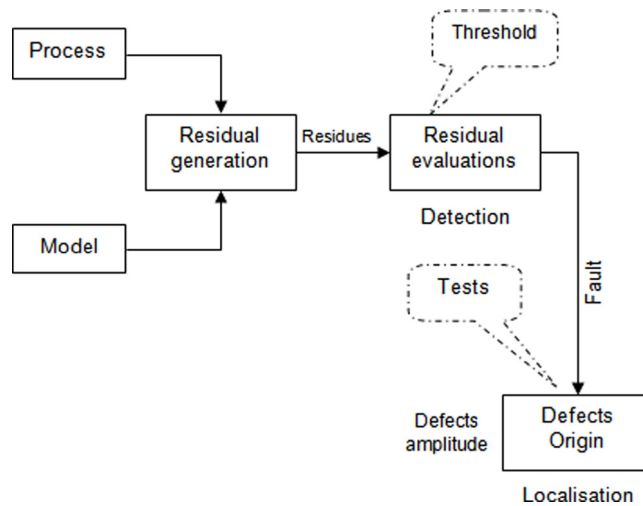 Process
Threshold
Residual
generation
Residues
Residual
evaluations
Detection
Model
Fault
Tests
Defects
amplitude
Defects
Origin
Localisation